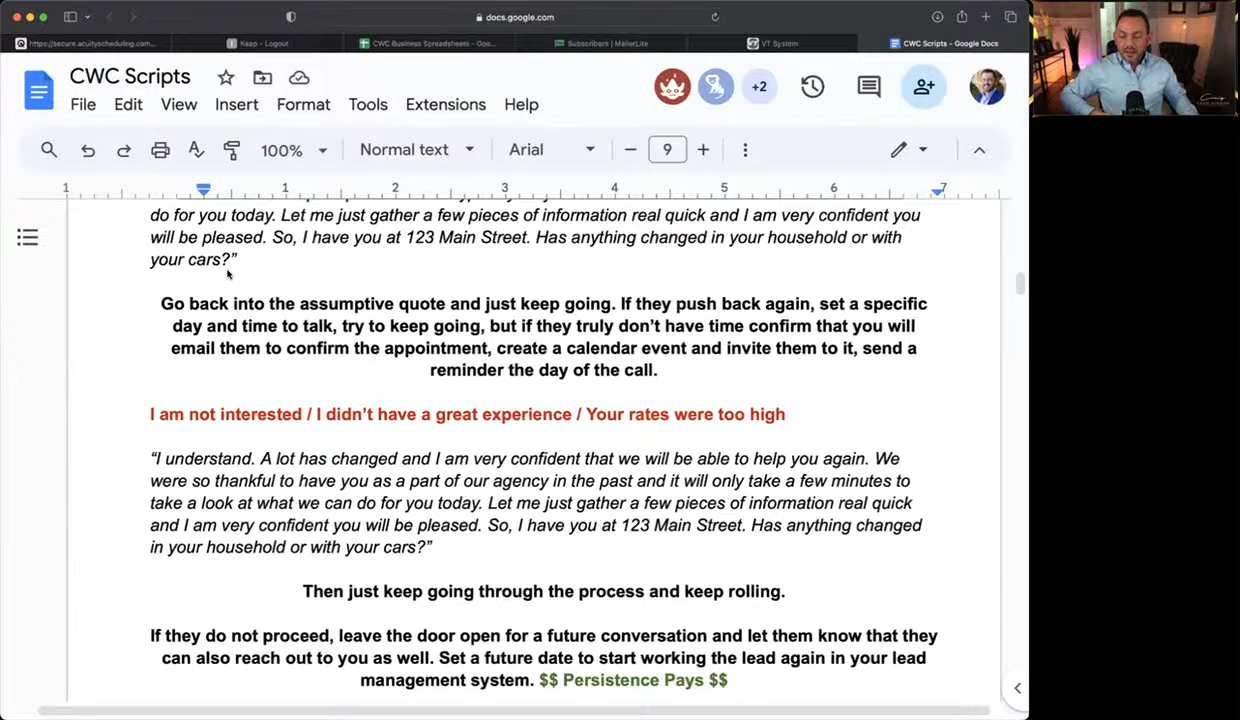 docs.google.com
https://secure.acuityscheduling.com...
Keap - Logout
CWC Business Spreadsheets - Goo...
Subscribers | MailerLite
VT System
CWC Scripts - Google Docs
CWC Scripts
File Edit View Insert Format Tools Extensions Help
+2
100% Normal text Arial 9
1 1 2 3 4 5 6 7
do for you today. Let me just gather a few pieces of information real quick and I am very confident you
will be pleased. So, I have you at 123 Main Street. Has anything changed in your household or with
your cars?”
Go back into the assumptive quote and just keep going. If they push back again, set a specific
day and time to talk, try to keep going, but if they truly don’t have time confirm that you will
email them to confirm the appointment, create a calendar event and invite them to it, send a
reminder the day of the call.
I am not interested / I didn’t have a great experience / Your rates were too high
“I understand. A lot has changed and I am very confident that we will be able to help you again. We
were so thankful to have you as a part of our agency in the past and it will only take a few minutes to
take a look at what we can do for you today. Let me just gather a few pieces of information real quick
and I am very confident you will be pleased. So, I have you at 123 Main Street. Has anything changed
in your household or with your cars?”
Then just keep going through the process and keep rolling.
If they do not proceed, leave the door open for a future conversation and let them know that they
can also reach out to you as well. Set a future date to start working the lead again in your lead
management system. $$ Persistence Pays $$